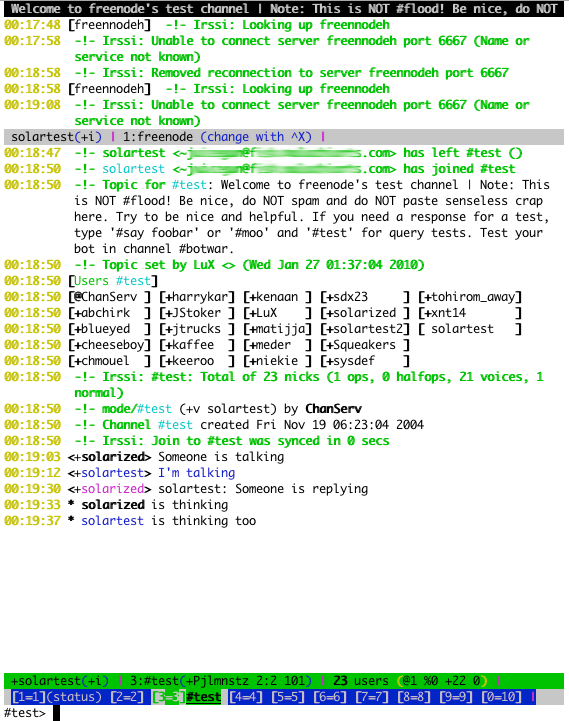 Welcome to freenode's test channel | Note: This is NOT #flood! Be nice, do NOT
00:17:48 [freennodeh]  -!- Irssi: Looking up freennodeh
00:17:58  -!- Irssi: Unable to connect server freennodeh port 6667 (Name or
service not known)
00:18:58  -!- Irssi: Removed reconnection to server freennodeh port 6667
00:18:58 [freennodeh]  -!- Irssi: Looking up freennodeh
00:19:08  -!- Irssi: Unable to connect server freennodeh port 6667 (Name or
service not known)
solartest(+i) | 1:freenode (change with ^X) |
00:18:47  -!- solartest <~ .com> has left #test ()
00:18:50  -!- solartest <~ .com> has joined #test
00:18:50  -!- Topic for #test: Welcome to freenode's test channel | Note: This
is NOT #flood! Be nice, do NOT spam and do NOT paste senseless crap
here. Try to be nice and helpful. If you need a response for a test,
type '#say foobar' or '#moo' and '#test' for query tests. Test your
bot in channel #botwar.
00:18:50  -!- Topic set by LuX <> (Wed Jan 27 01:37:04 2010)
00:18:50 [Users #test]
00:18:50 [@ChanServ ] [+harrykar] [+kenaan ] [+sdx23     ] [+tohirom_away]
00:18:50 [+abchirk  ] [+JStoker ] [+LuX    ] [+solarized ] [+xnt14       ]
00:18:50 [+blueyed  ] [+jtrucks ] [+matijja] [+solartest2] [ solartest   ]
00:18:50 [+cheeseboy] [+kaffee  ] [+meder  ] [+Squeakers ]
00:18:50 [+chmouel  ] [+keeroo  ] [+niekie ] [+sysdef    ]
00:18:50  -!- Irssi: #test: Total of 23 nicks (1 ops, 0 halfops, 21 voices, 1
normal)
00:18:50  -!- mode/#test (+v solartest) by ChanServ
00:18:50  -!- Channel #test created Fri Nov 19 06:23:04 2004
00:18:50  -!- Irssi: Join to #test was synced in 0 secs
00:19:03 <+solarized> Someone is talking
00:19:12 <+solartest> I'm talking
00:19:30 <+solarized> solartest: Someone is replying
00:19:33 * solarized is thinking
00:19:37 * solartest is thinking too
+solartest(+i) | 3:#test(+Pjlmnstz 2:2 101) | 23 users (@1 %0 +22 0) |
[1=1](status) [2=2] [3=3]#test [4=4] [5=5] [6=6] [7=7] [8=8] [9=9] [0=10] |
#test>